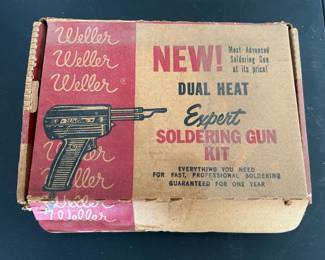 Weller
Weller
Weller®
Weller
Weller
NEW!
Most Advanced
Soldering Gun
at its price!
DUAL HEAT
Expert
SOLDERING GUN
KIT
EVERYTHING YOU NEED
FOR FAST, PROFESSIONAL SOLDERING
GUARANTEED FOR ONE YEAR
Weller